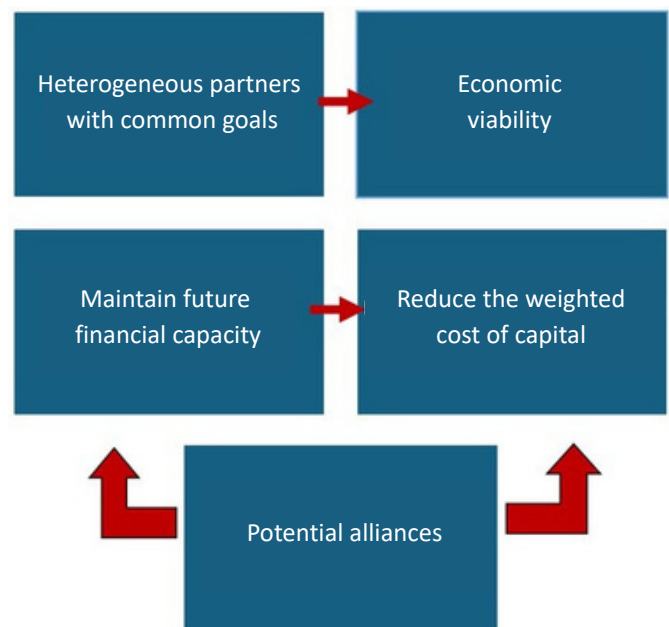 Heterogeneous partners
with common goals
Economic
viability
Maintain future
financial capacity
Reduce the weighted
cost of capital
Potential alliances